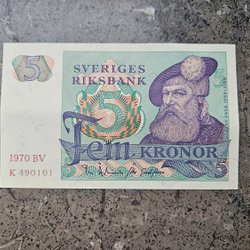 5
SVERIGES
RIKSBANK
5
1970 BV
K 490101
Fem KRONOR
5